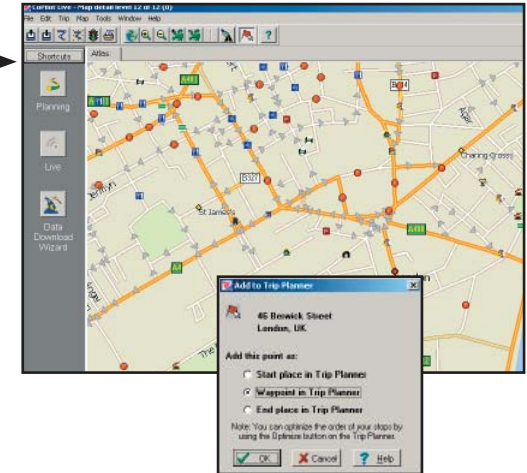 CoPilot Live - Map detail level 12 of 12 (0)
File Edit Trip Map Tools Window Help
Shortcuts
Atlas
Planning
Live
Data
Download
Wizard
B327
St James's
Charing Cross
A4
Add to Trip Planner
46 Berwick Street
London, UK
Add this point as:
Start place in Trip Planner
Waypoint in Trip Planner
End place in Trip Planner
Note: You can optimize the order of your stops by
using the Optimize button on the Trip Planner.
OK Cancel Help